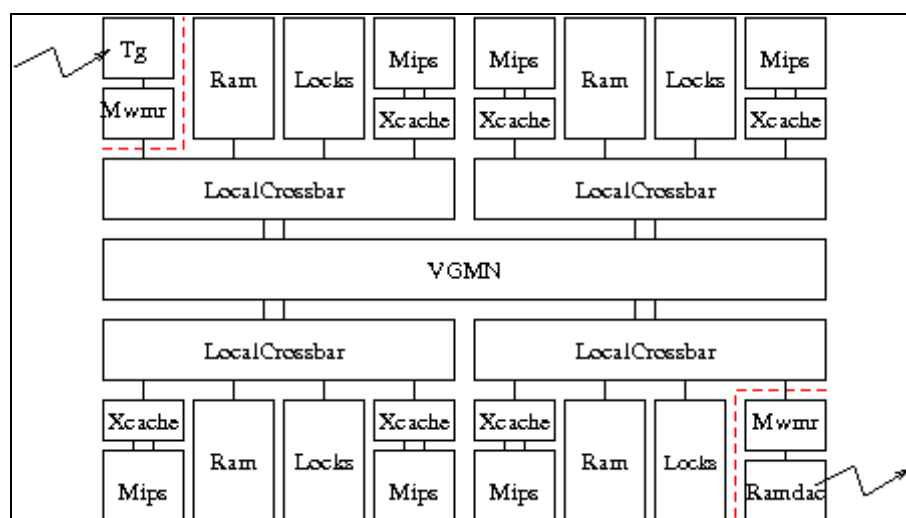 Tg
Mwmr
Ram
Locks
Mips
Xcache
Mips
Xcache
Ram
Locks
Mips
Xcache
LocalCrossbar
LocalCrossbar
VGMN
LocalCrossbar
LocalCrossbar
Xcache
Mips
Ram
Locks
Xcache
Mips
Xcache
Mips
Ram
Locks
Mwmr
Ramdac